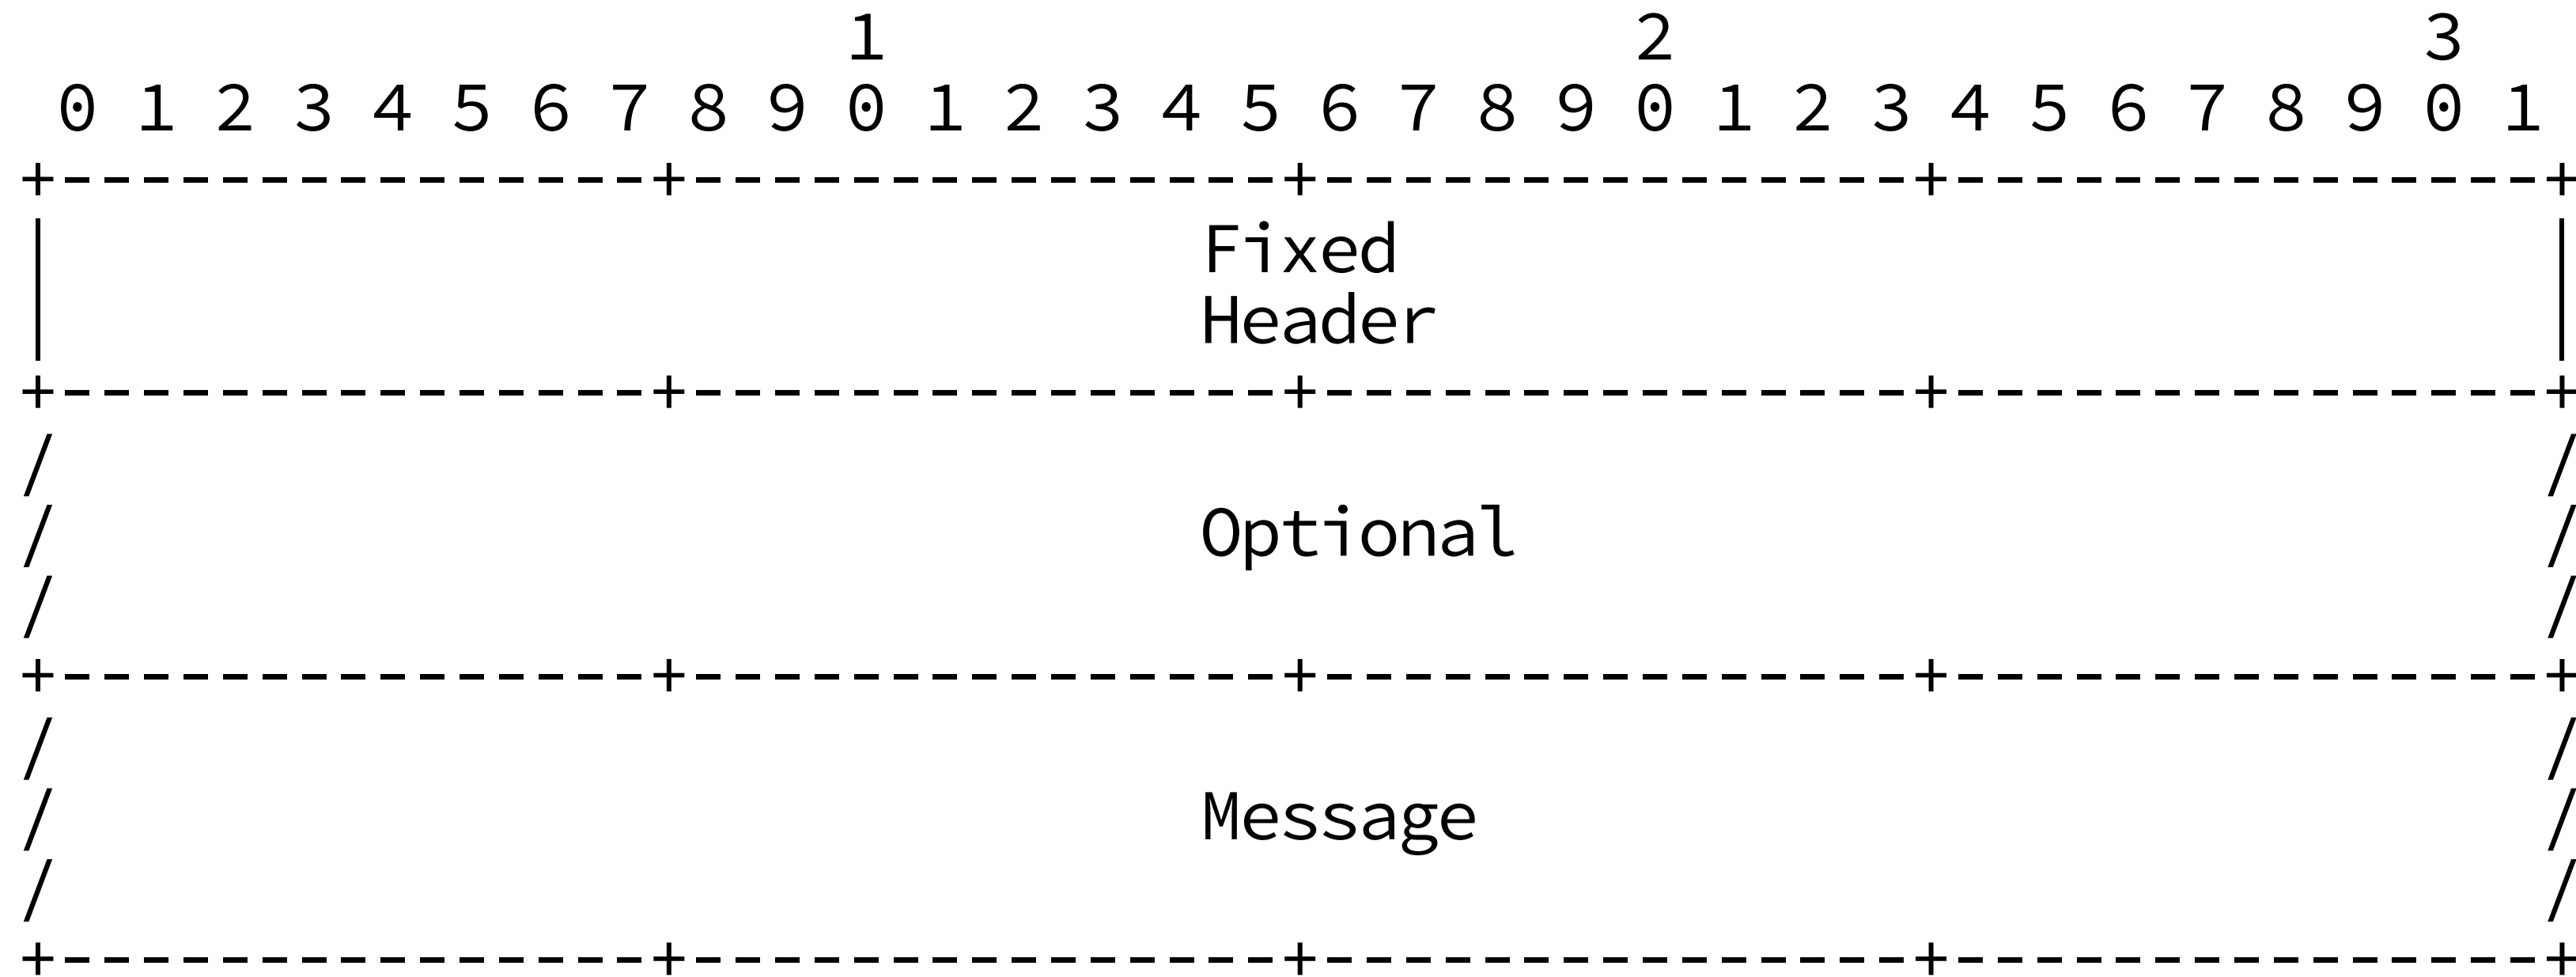 1                   2                   3
 0 1 2 3 4 5 6 7 8 9 0 1 2 3 4 5 6 7 8 9 0 1 2 3 4 5 6 7 8 9 0 1
+---------------+---------------+---------------+---------------+
|                             Fixed                             |
|                             Header                            |
+---------------+---------------+---------------+---------------+
/                                                               /
/                             Optional                          /
/                                                               /
+---------------+---------------+---------------+---------------+
/                                                               /
/                             Message                           /
/                                                               /
+---------------+---------------+---------------+---------------+